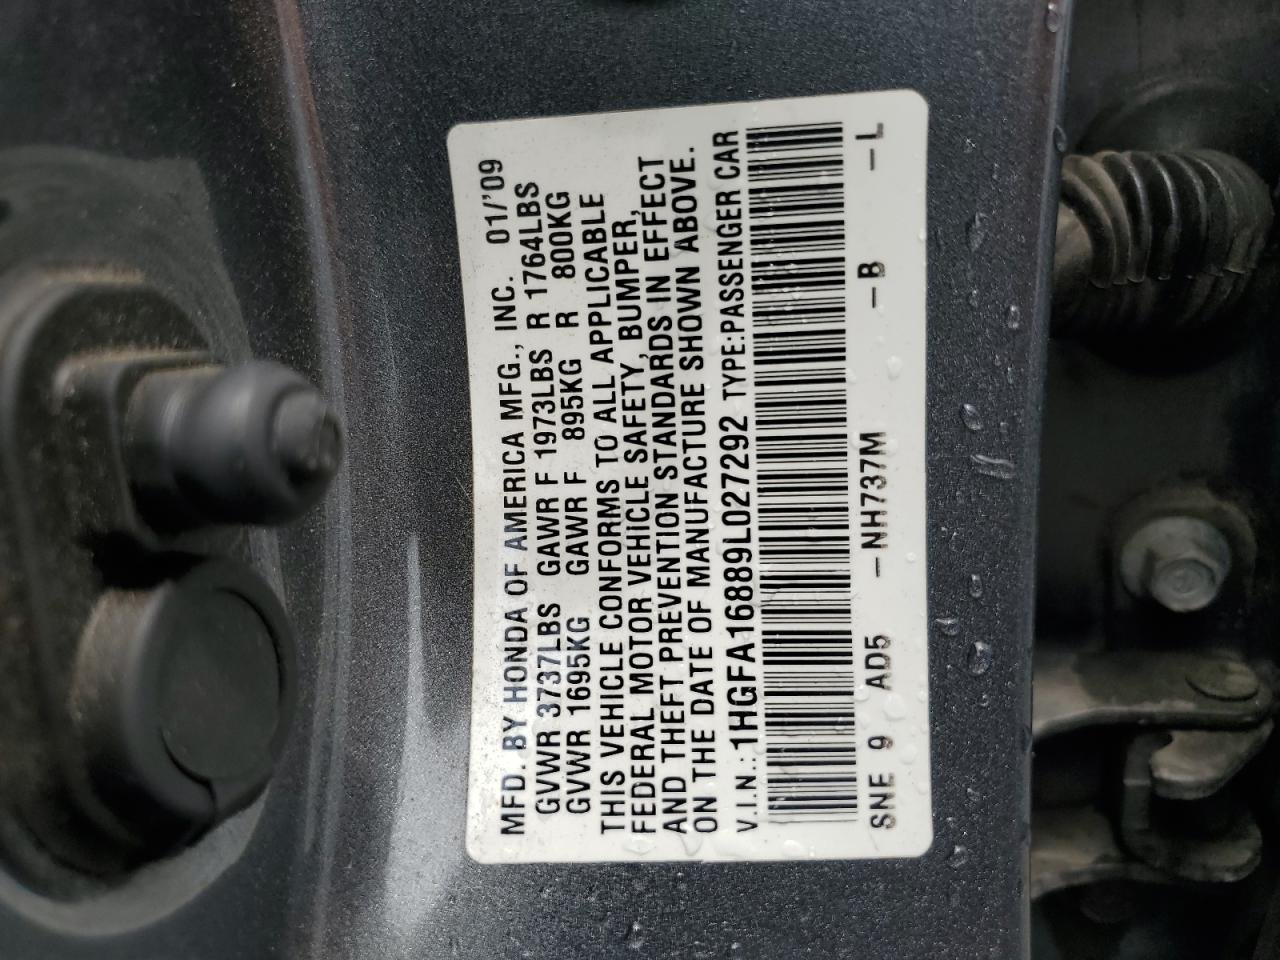 MFD. BY HONDA OF AMERICA MFG., INC. 01/'09
GVWR 3737LBS GAWR F 1973LBS R 1764LBS
GVWR 1695KG GAWR F 895KG R 800KG
THIS VEHICLE CONFORMS TO ALL APPLICABLE
FEDERAL MOTOR VEHICLE SAFETY, BUMPER,
AND THEFT PREVENTION STANDARDS IN EFFECT
ON THE DATE OF MANUFACTURE SHOWN ABOVE.
V.I.N.: 1HGFA16889L027292 TYPE:PASSENGER CAR
SNE 9 AD5 -NH737M -B -L